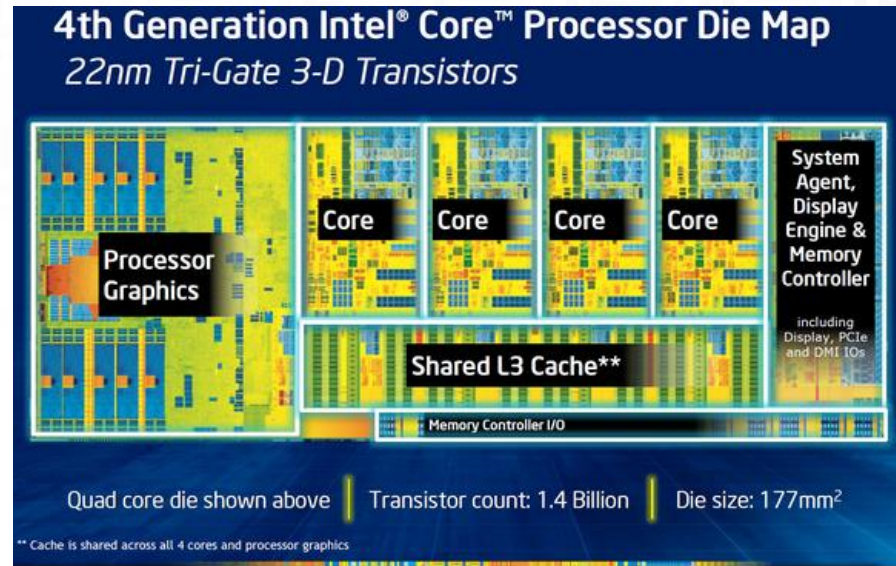 4th Generation Intel® Core™ Processor Die Map
22nm Tri-Gate 3-D Transistors
Processor
Graphics
Core
Core
Core
Core
System
Agent,
Display
Engine &
Memory
Controller
including
Display, PCIe
and DMI IOs
Shared L3 Cache**
Memory Controller I/O
Quad core die shown above
Transistor count: 1.4 Billion
Die size: 177mm²
** Cache is shared across all 4 cores and processor graphics